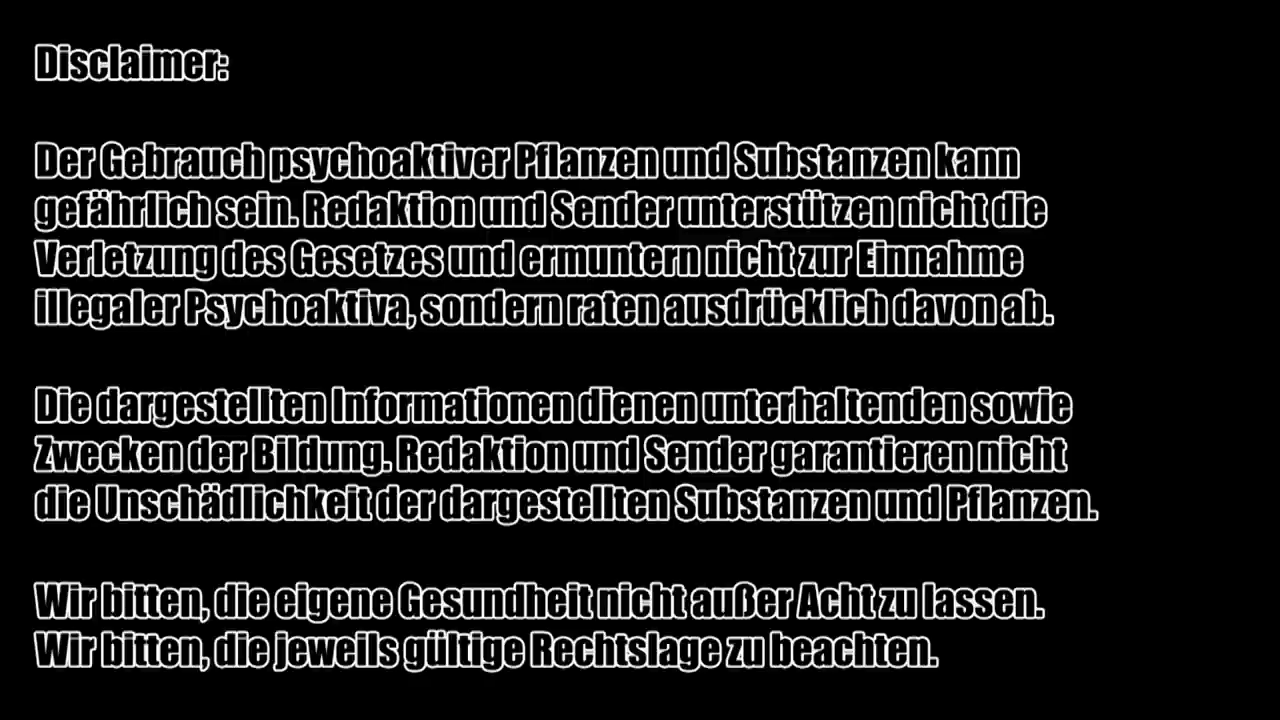 Disclaimer:
Der Gebrauch psychoaktiver Pflanzen und Substanzen kann
gefährlich sein. Redaktion und Sender unterstützen nicht die
Verletzung des Gesetzes und ermuntern nicht zur Einnahme
illegaler Psychoaktiva, sondern raten ausdrücklich davon ab.
Die dargestellten Informationen dienen unterhaltenden sowie
Zwecken der Bildung. Redaktion und Sender garantieren nicht
die Unschädlichkeit der dargestellten Substanzen und Pflanzen.
Wir bitten, die eigene Gesundheit nicht außer Acht zu lassen.
Wir bitten, die jeweils gültige Rechtslage zu beachten.